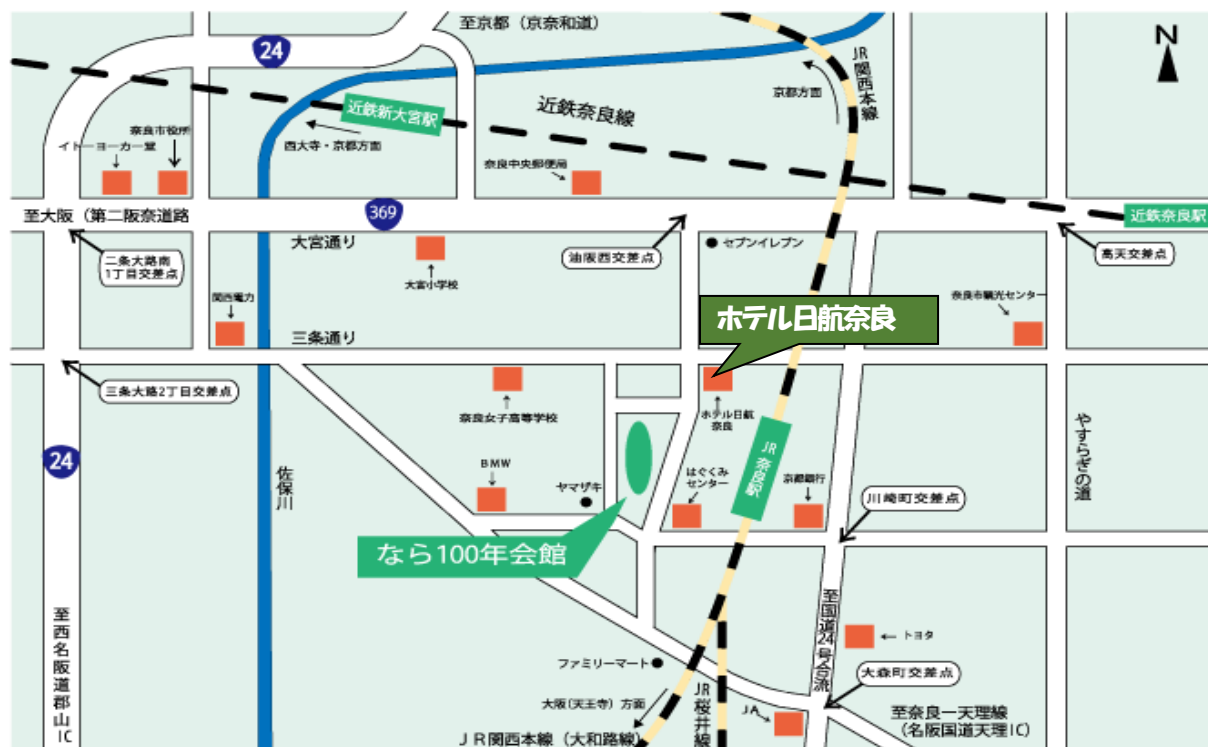 至京都（京奈和道）
N
24
JR関西本線
京都方面
近鉄新大宮駅
近鉄奈良線
奈良市役所
イトーヨーカー堂
西大寺・京都方面
奈良中央郵便局
至大阪（第二阪奈道路
369
近鉄奈良駅
大宮通り
セブンイレブン
油阪西交差点
高天交差点
二条大路南
1丁目交差点
大宮小学校
関西電力
奈良市観光センター
ホテル日航奈良
三条通り
三条大路2丁目交差点
奈良女子高等学校
ホテル日航
奈良
やすらぎの道
24
佐保川
BMW
ヤマザキ
はぐくみ
センター
JR奈良駅
京都銀行
川崎町交差点
なら100年会館
至西名阪道郡山IC
至国道24号合流
トヨタ
ファミリーマート
大森町交差点
大阪(天王寺）方面
JR桜井線
JA
至奈良ー天理線
（名阪国道天理IC）
ＪＲ関西本線（大和路線）